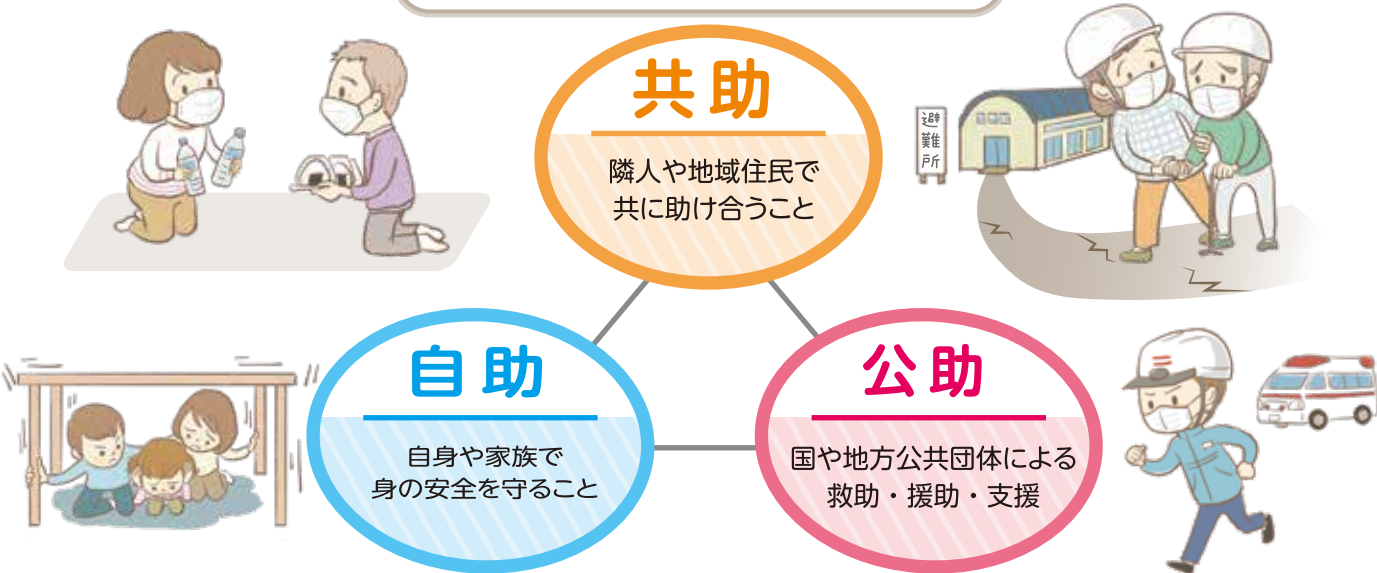 共助
隣人や地域住民で
共に助け合うこと
避難所
自助
自身や家族で
身の安全を守ること
公助
国や地方公共団体による
救助・援助・支援